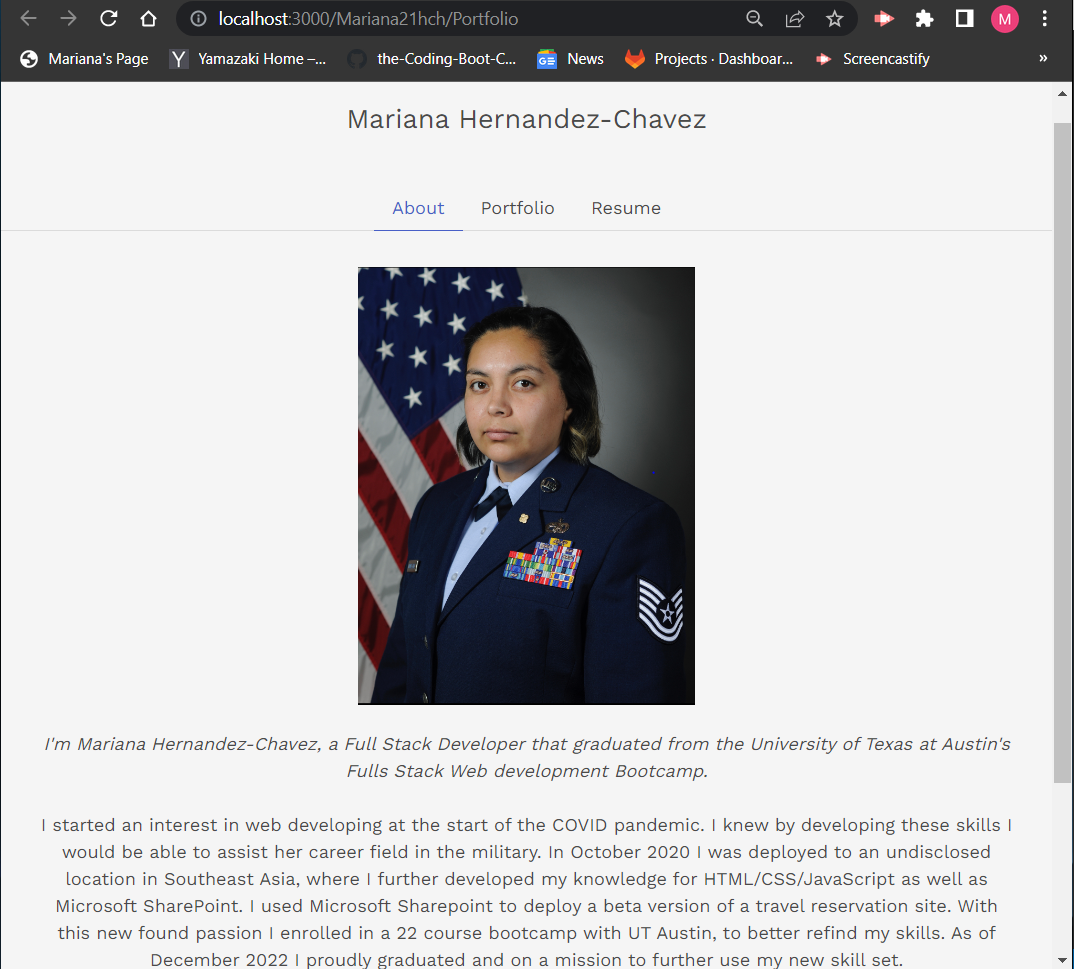 localhost:3000/Mariana21hch/Portfolio
M
Mariana's Page
Y
Yamazaki Home –...
the-Coding-Boot-C...
GE
News
Projects · Dashboar...
Screencastify
»
Mariana Hernandez-Chavez
About
Portfolio
Resume
I'm Mariana Hernandez-Chavez, a Full Stack Developer that graduated from the University of Texas at Austin's
Fulls Stack Web development Bootcamp.
I started an interest in web developing at the start of the COVID pandemic. I knew by developing these skills I
would be able to assist her career field in the military. In October 2020 I was deployed to an undisclosed
location in Southeast Asia, where I further developed my knowledge for HTML/CSS/JavaScript as well as
Microsoft SharePoint. I used Microsoft Sharepoint to deploy a beta version of a travel reservation site. With
this new found passion I enrolled in a 22 course bootcamp with UT Austin, to better refind my skills. As of
December 2022 I proudly graduated and on a mission to further use my new skill set.